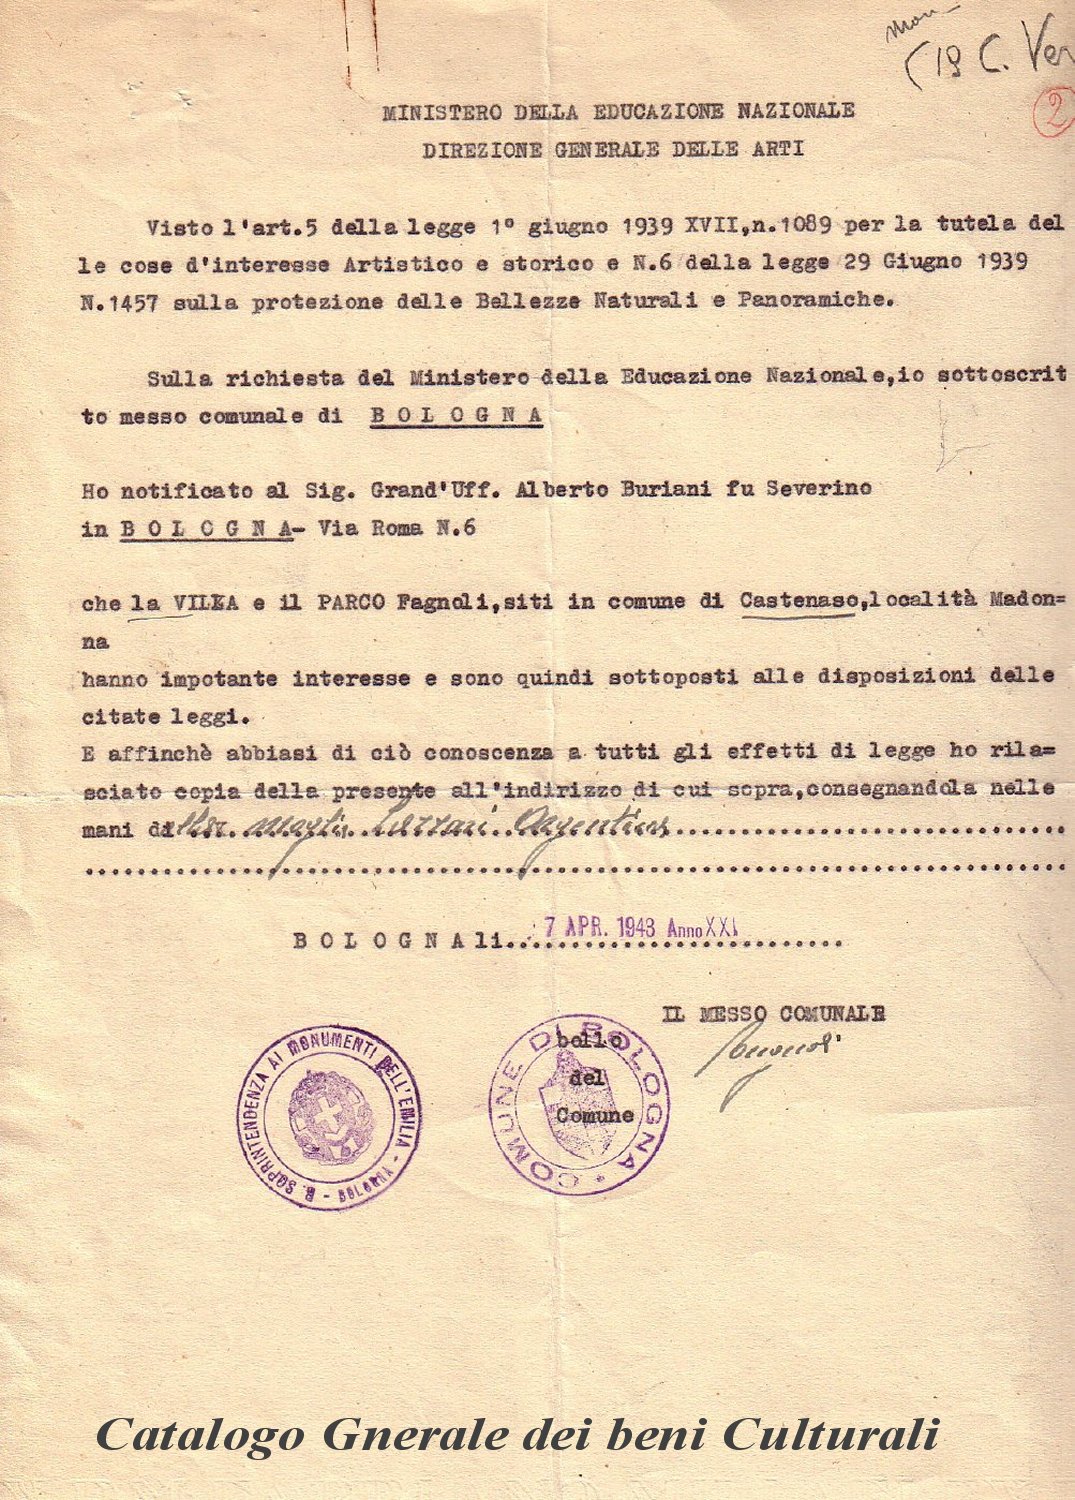 (19 C. Ver
2
MINISTERO DELLA EDUCAZIONE NAZIONALE
DIREZIONE GENERALE DELLE ARTI
Visto l'art.5 della legge 1° giugno 1939 XVII,n.1089 per la tutela del
le cose d'interesse Artistico e storico e N.6 della legge 29 Giugno 1939
N.1457 sulla protezione delle Bellezze Naturali e Panoramiche.
Sulla richiesta del Ministero della Educazione Nazionale,io sottoscrit
to messo comunale di B O L O G N A
Ho notificato al Sig. Grand'Uff. Alberto Buriani fu Severino
in B O L O G N A- Via Roma N.6
che la VILLA e il PARCO Fagnoli,siti in comune di Castenaso,località Madon=
na
hanno impotante interesse e sono quindi sottoposti alle disposizioni delle
citate leggi.
E affinchè abbiasi di ciò conoscenza a tutti gli effetti di legge ho rila=
sciato copia della presente all'indirizzo di cui sopra,consegnandola nelle
mani di
B O L O G N A li 7 APR. 1943 Anno XXI
IL MESSO COMUNALE
bollo
del
Comune
R. SOPRINTENDENZA AI MONUMENTI DELL'EMILIA - BOLOGNA
COMUNE DI BOLOGNA
Catalogo Gnerale dei beni Culturali